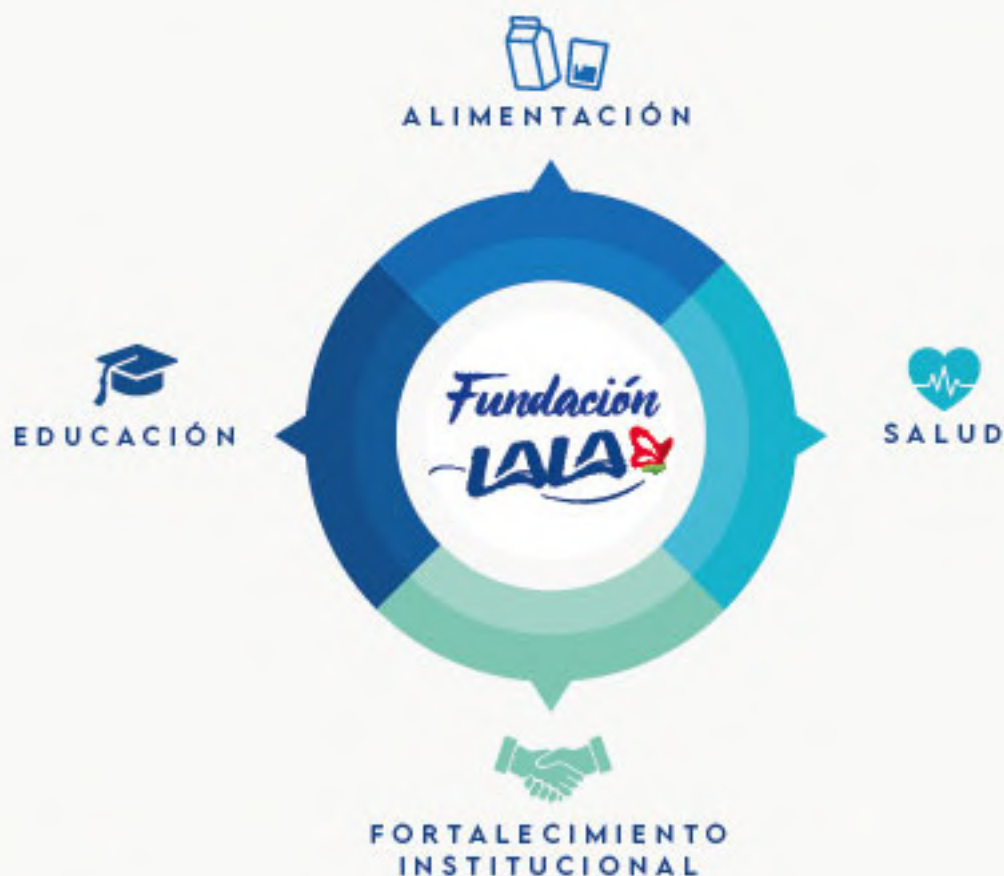 ALIMENTACIÓN
EDUCACIÓN
Fundación
LALA
SALUD
FORTALECIMIENTO
INSTITUCIONAL